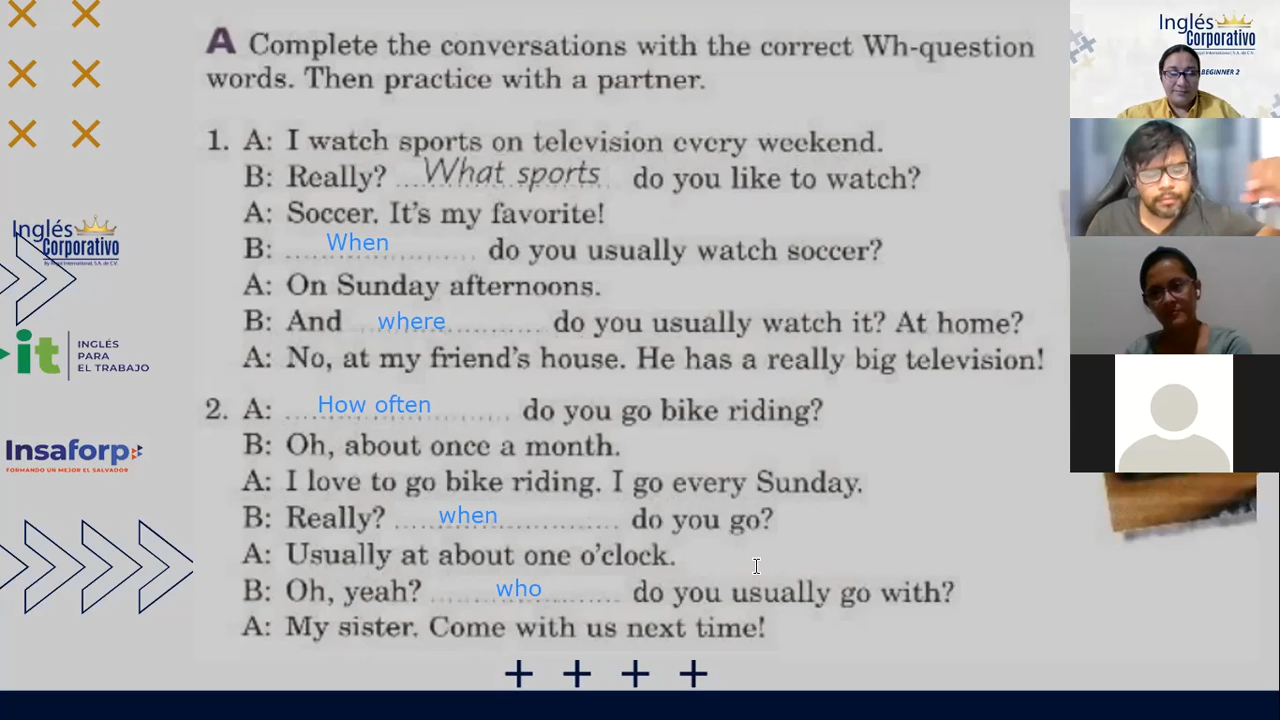 A Complete the conversations with the correct Wh-question
words. Then practice with a partner.
1. A: I watch sports on television every weekend.
B: Really? What sports do you like to watch?
A: Soccer. It's my favorite!
B: When do you usually watch soccer?
A: On Sunday afternoons.
B: And where do you usually watch it? At home?
A: No, at my friend's house. He has a really big television!
2. A: How often do you go bike riding?
B: Oh, about once a month.
A: I love to go bike riding. I go every Sunday.
B: Really? when do you go?
A: Usually at about one o'clock.
B: Oh, yeah? who do you usually go with?
A: My sister. Come with us next time!
Inglés
Corporativo
it
INGLÉS
PARA
EL TRABAJO
Insaforp
FORMANDO UN MEJOR EL SALVADOR
Inglés
Corporativo
BEGINNER 2